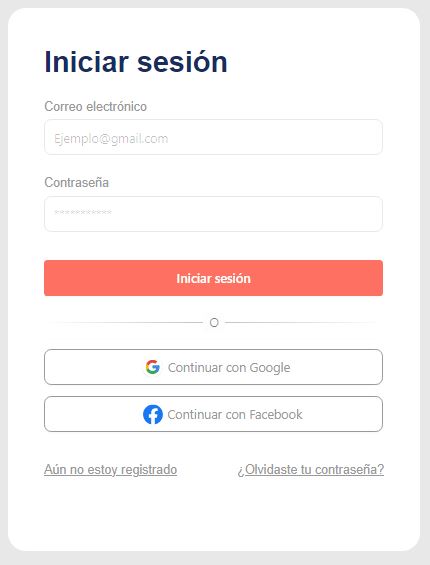 Iniciar sesión
Correo electrónico
Ejemplo@gmail.com
Contraseña
***********
Iniciar sesión
O
Continuar con Google
Continuar con Facebook
Aún no estoy registrado ¿Olvidaste tu contraseña?